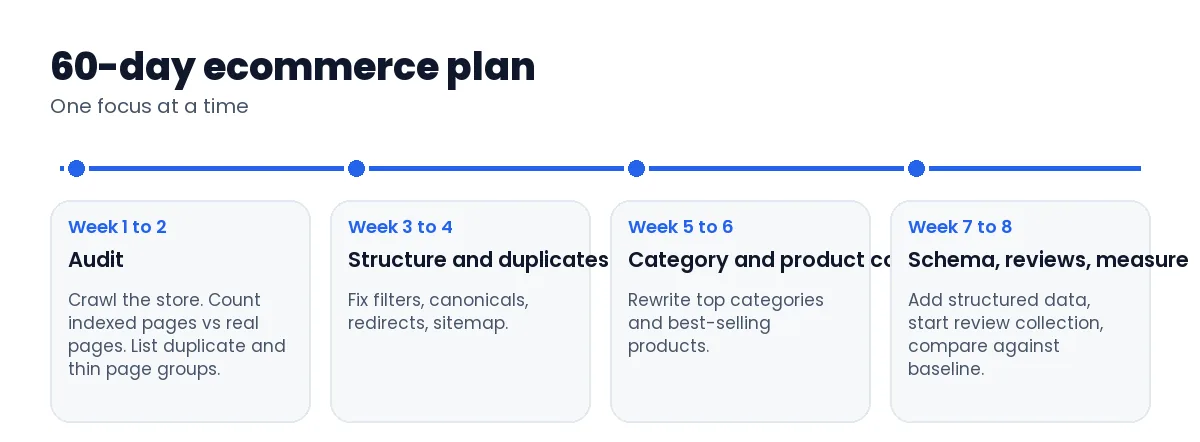 60-day ecommerce plan
One focus at a time
Week 1 to 2
Audit
Crawl the store. Count
indexed pages vs real
pages. List duplicate and
thin page groups.
Week 3 to 4
Structure and duplicates
Fix filters, canonicals,
redirects, sitemap.
Week 5 to 6
Category and product
Rewrite top categories
and best-selling
products.
Week 7 to 8
Schema, reviews, measure
Add structured data,
start review collection,
compare against
baseline.